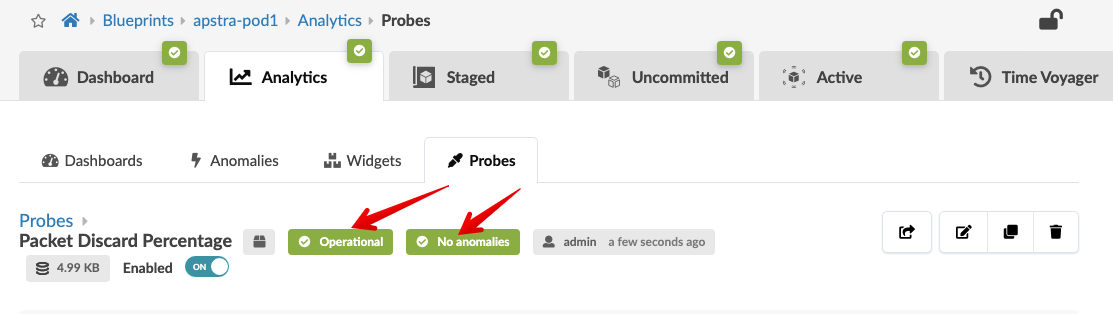 Blueprints apstra-pod1 Analytics Probes
Dashboard Analytics Staged Uncommitted Active Time Voyager
Dashboards Anomalies Widgets Probes
Probes
Packet Discard Percentage Operational No anomalies admin a few seconds ago
4.99 KB Enabled ON